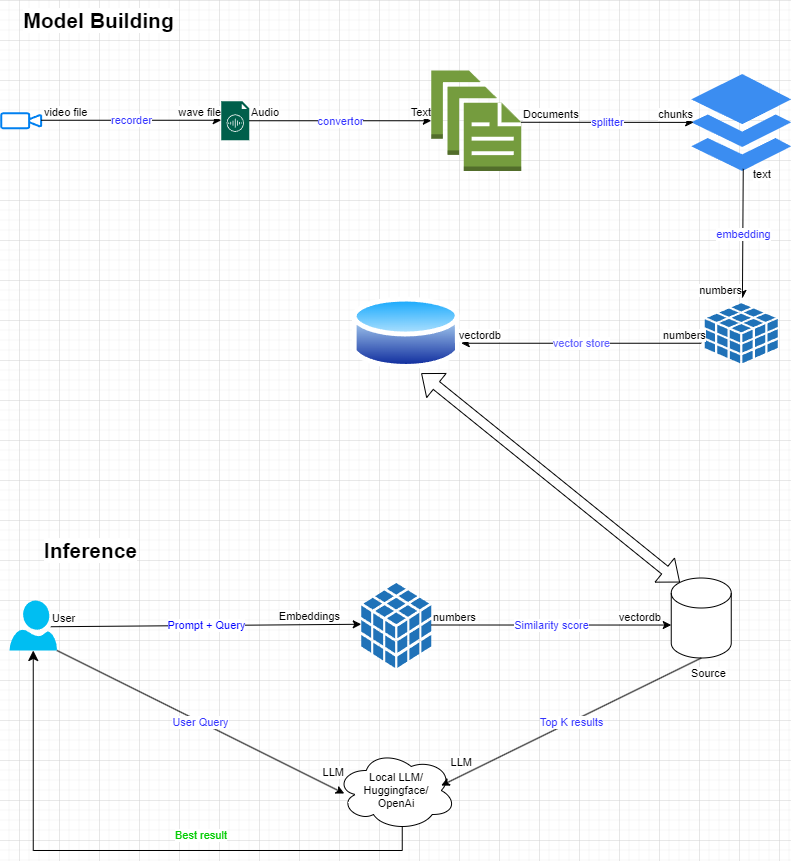 Model Building
video file
recorder
wave file
Audio
convertor
Text
Documents
splitter
chunks
text
embedding
numbers
numbers
vector store
vectordb
Inference
User
Prompt + Query
Embeddings
numbers
Similarity score
vectordb
Source
User Query
Top K results
LLM
LLM
Local LLM/
Huggingface/
OpenAi
Best result